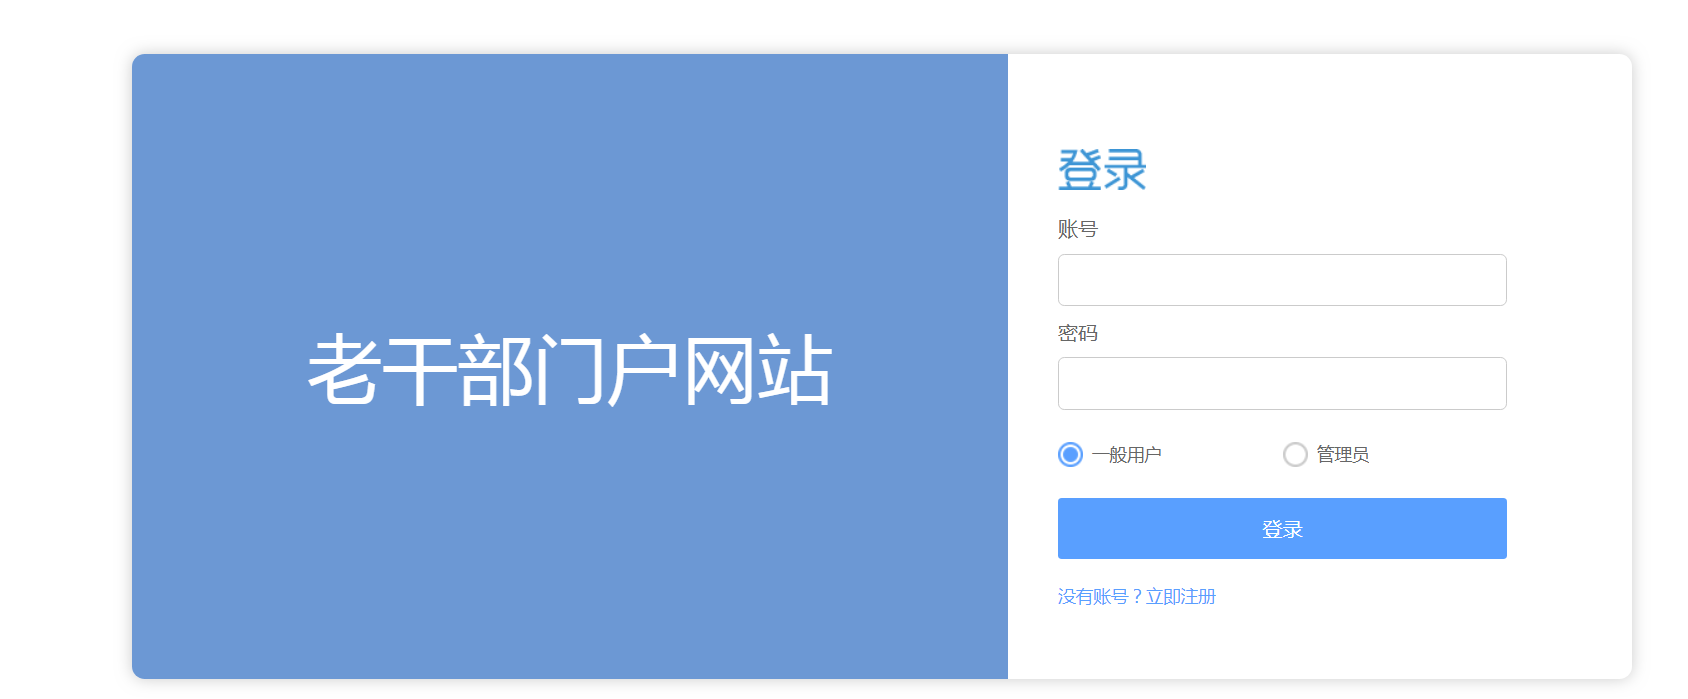 老干部门户网站
登录
账号
密码
一般用户
管理员
登录
没有账号？立即注册